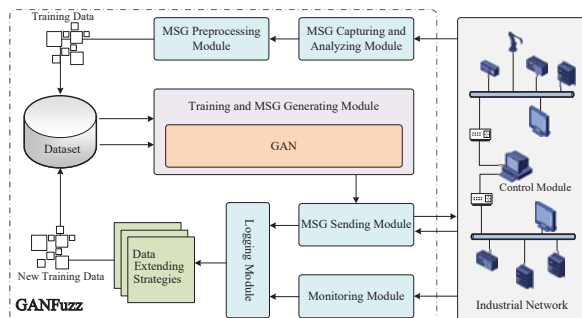 Training Data
MSG Preprocessing
Module
MSG Capturing and
Analyzing Module
Training and MSG Generating Module
GAN
Dataset
Control Module
MSG Sending Module
Logging Module
Data
Extending
Strategies
New Training Data
Monitoring Module
GANFuzz
Industrial Network